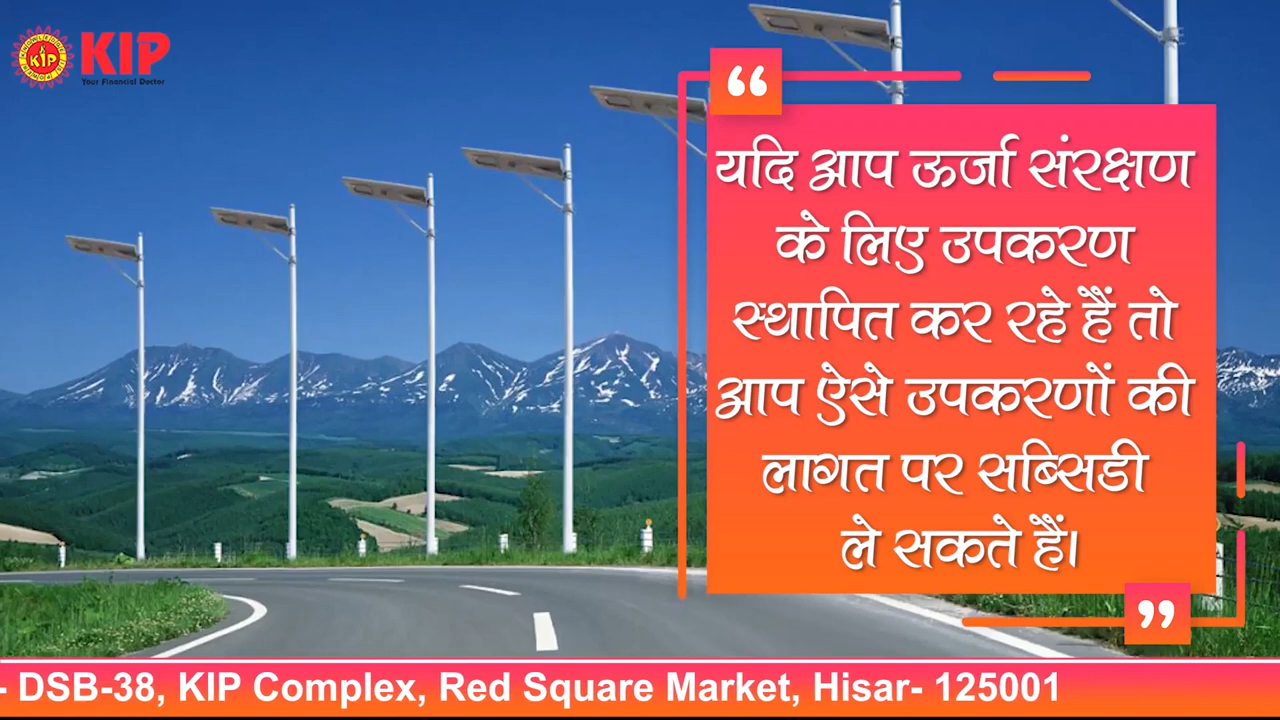 KIP
KIP
Your Financial Doctor
“
यदि आप ऊर्जा संरक्षण
के लिए उपकरण
स्थापित कर रहे हैं तो
आप ऐसे उपकरणों की
लागत पर सब्सिडी
ले सकते हैं।
”
- DSB-38, KIP Complex, Red Square Market, Hisar- 125001